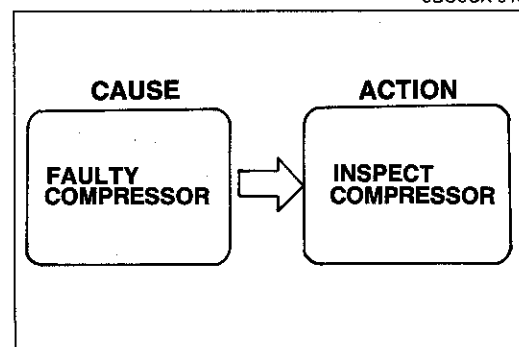 CAUSE
ACTION
FAULTY
COMPRESSOR
INSPECT
COMPRESSOR